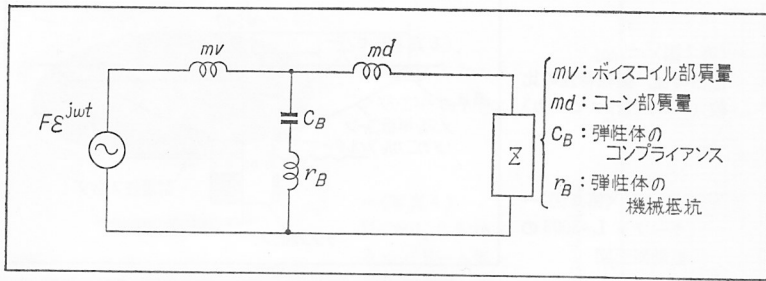 mv
md
Fε^jωt
C_B
r_B
Z
mv：ボイスコイル部質量
md：コーン部質量
C_B：弾性体の
コンプライアンス
r_B：弾性体の
機械抵抗